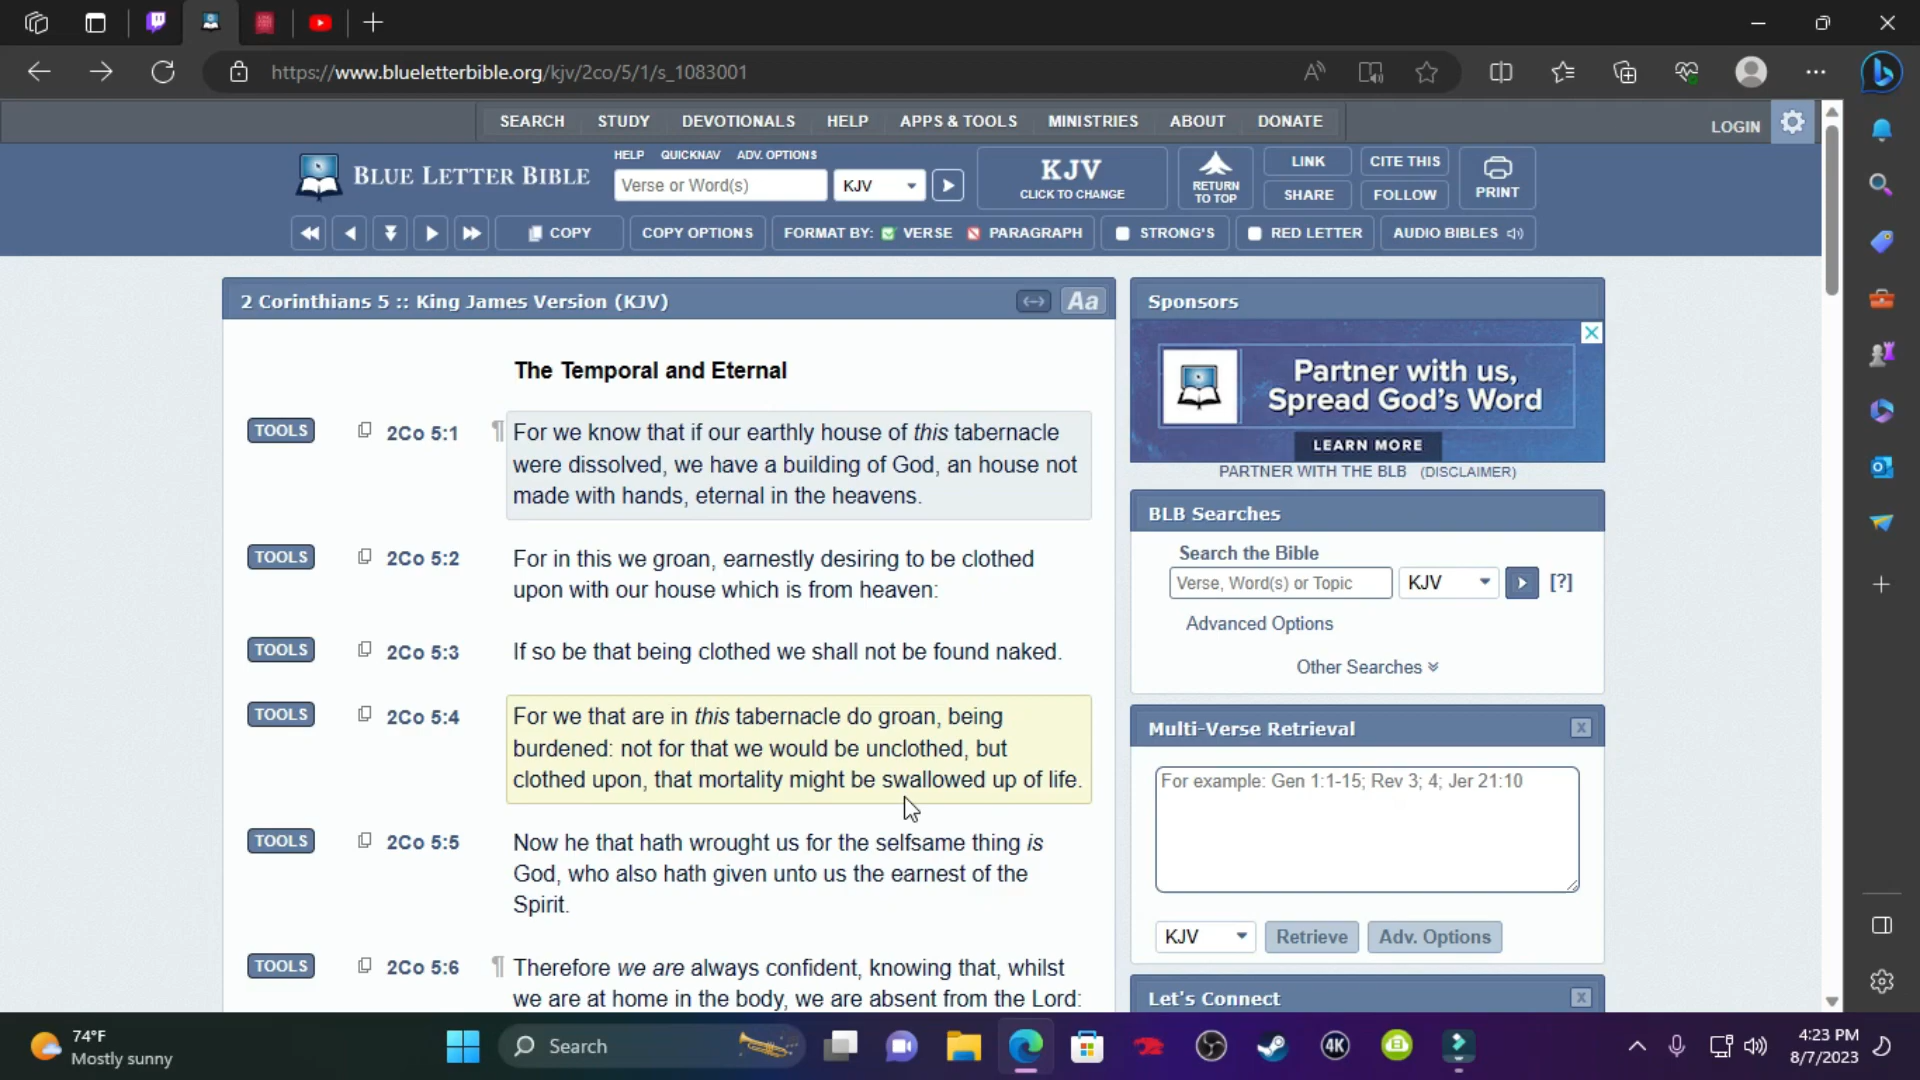 https://www.blueletterbible.org/kjv/2co/5/1/s_1083001
SEARCH STUDY DEVOTIONALS HELP APPS & TOOLS MINISTRIES ABOUT DONATE LOGIN
HELP QUICKNAV ADV. OPTIONS
BLUE LETTER BIBLE
Verse or Word(s) KJV
KJV
CLICK TO CHANGE
RETURN
TO TOP
LINK CITE THIS
SHARE FOLLOW
PRINT
COPY COPY OPTIONS FORMAT BY: VERSE PARAGRAPH STRONG'S RED LETTER AUDIO BIBLES
2 Corinthians 5 :: King James Version (KJV) Aa
The Temporal and Eternal
TOOLS 2Co 5:1 ¶ For we know that if our earthly house of this tabernacle
were dissolved, we have a building of God, an house not
made with hands, eternal in the heavens.
TOOLS 2Co 5:2 For in this we groan, earnestly desiring to be clothed
upon with our house which is from heaven:
TOOLS 2Co 5:3 If so be that being clothed we shall not be found naked.
TOOLS 2Co 5:4 For we that are in this tabernacle do groan, being
burdened: not for that we would be unclothed, but
clothed upon, that mortality might be swallowed up of life.
TOOLS 2Co 5:5 Now he that hath wrought us for the selfsame thing is
God, who also hath given unto us the earnest of the
Spirit.
TOOLS 2Co 5:6 ¶ Therefore we are always confident, knowing that, whilst
we are at home in the body, we are absent from the Lord:
Sponsors
Partner with us,
Spread God's Word
LEARN MORE
PARTNER WITH THE BLB (DISCLAIMER)
BLB Searches
Search the Bible
Verse, Word(s) or Topic KJV [?]
Advanced Options
Other Searches
Multi-Verse Retrieval X
For example: Gen 1:1-15; Rev 3; 4; Jer 21:10
KJV Retrieve Adv. Options
Let's Connect X
74°F
Mostly sunny
Search
4K
4:23 PM
8/7/2023